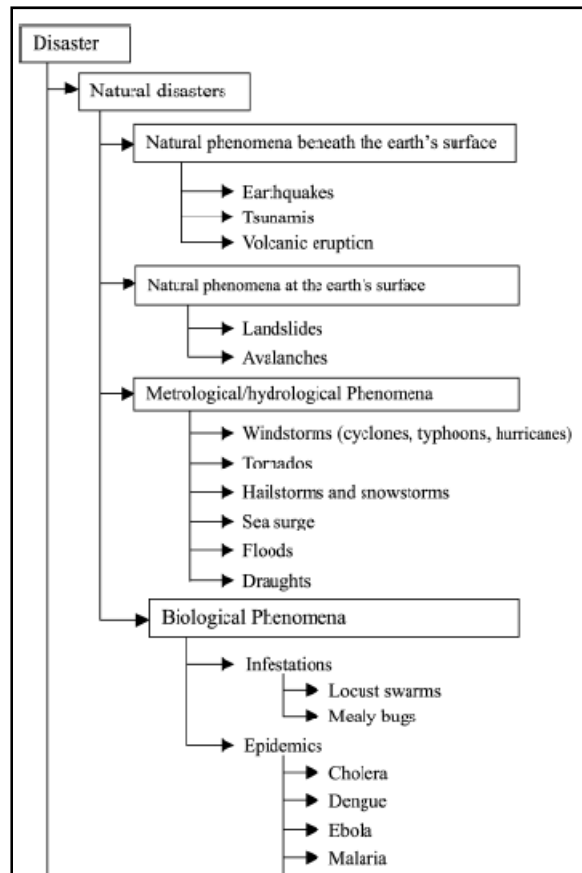 Disaster
Natural disasters
Natural phenomena beneath the earth's surface
Earthquakes
Tsunamis
Volcanic eruption
Natural phenomena at the earth's surface
Landslides
Avalanches
Metrological/hydrological Phenomena
Windstorms (cyclones, typhoons, hurricanes)
Tornados
Hailstorms and snowstorms
Sea surge
Floods
Draughts
Biological Phenomena
Infestations
Locust swarms
Mealy bugs
Epidemics
Cholera
Dengue
Ebola
Malaria